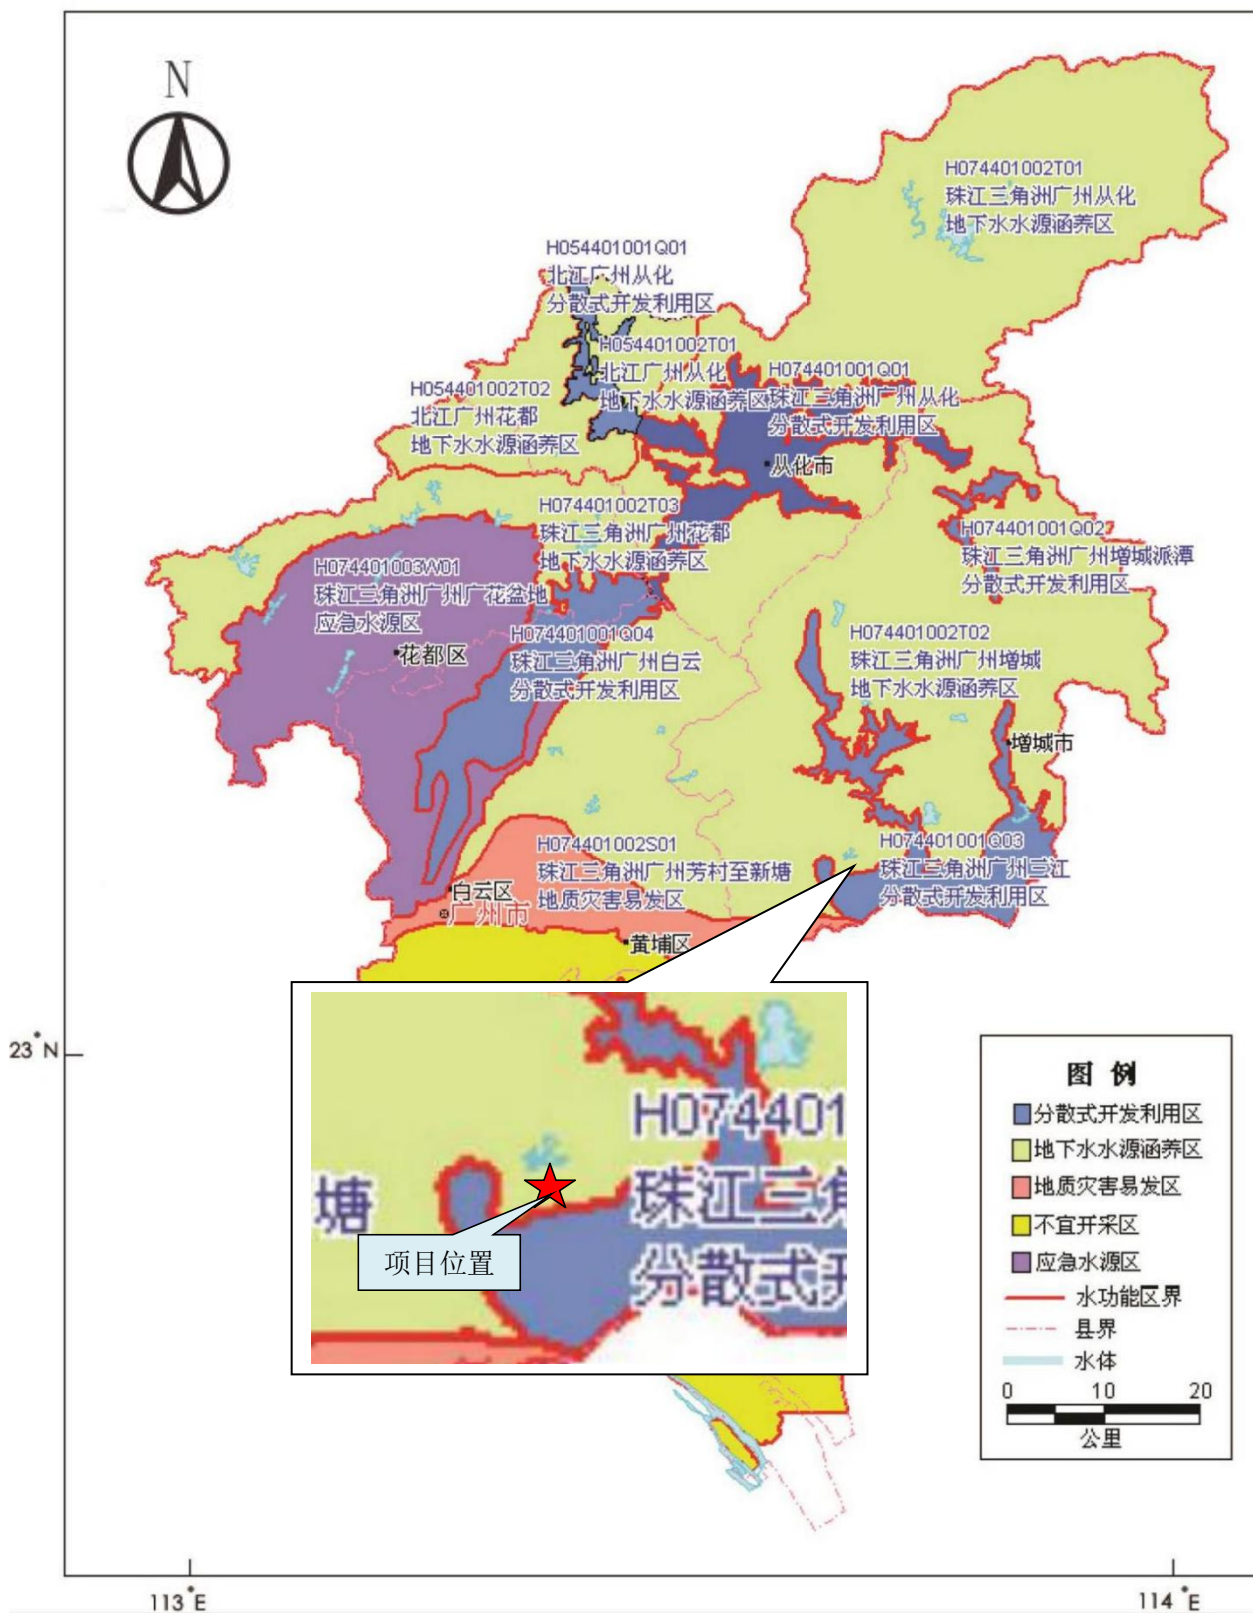 N
H074401002T01
珠江三角洲广州从化
地下水水源涵养区
H054401001Q01
北江广州从化
分散式开发利用区
H054401002T01
北江广州从化
地下水水源涵养区
H074401001Q01
珠江三角洲广州从化
分散式开发利用区
H054401002T02
北江广州花都
地下水水源涵养区
从化市
H074401002T03
珠江三角洲广州花都
地下水水源涵养区
H074401001Q02
珠江三角洲广州增城派潭
分散式开发利用区
H074401003W01
珠江三角洲广州广花盆地
应急水源区
花都区
H074401001Q04
珠江三角洲广州白云
分散式开发利用区
H074401002T02
珠江三角洲广州增城
地下水水源涵养区
增城市
H074401002S01
珠江三角洲广州芳村至新塘
地质灾害易发区
H074401001Q03
珠江三角洲广州三江
分散式开发利用区
白云区
广州市
黄埔区
H074401
珠江三角
分散式开
塘
项目位置
23°N
图 例
分散式开发利用区
地下水水源涵养区
地质灾害易发区
不宜开采区
应急水源区
水功能区界
县界
水体
0 10 20
公里
113°E
114°E